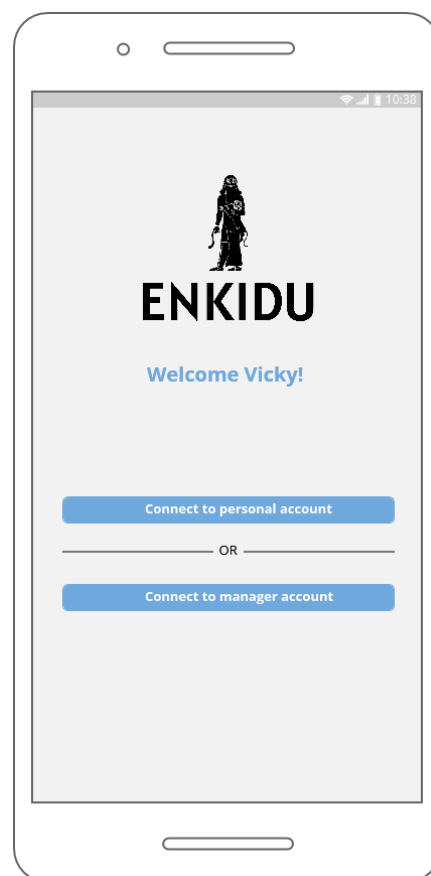 10:38
ENKIDU
Welcome Vicky!
Connect to personal account
OR
Connect to manager account